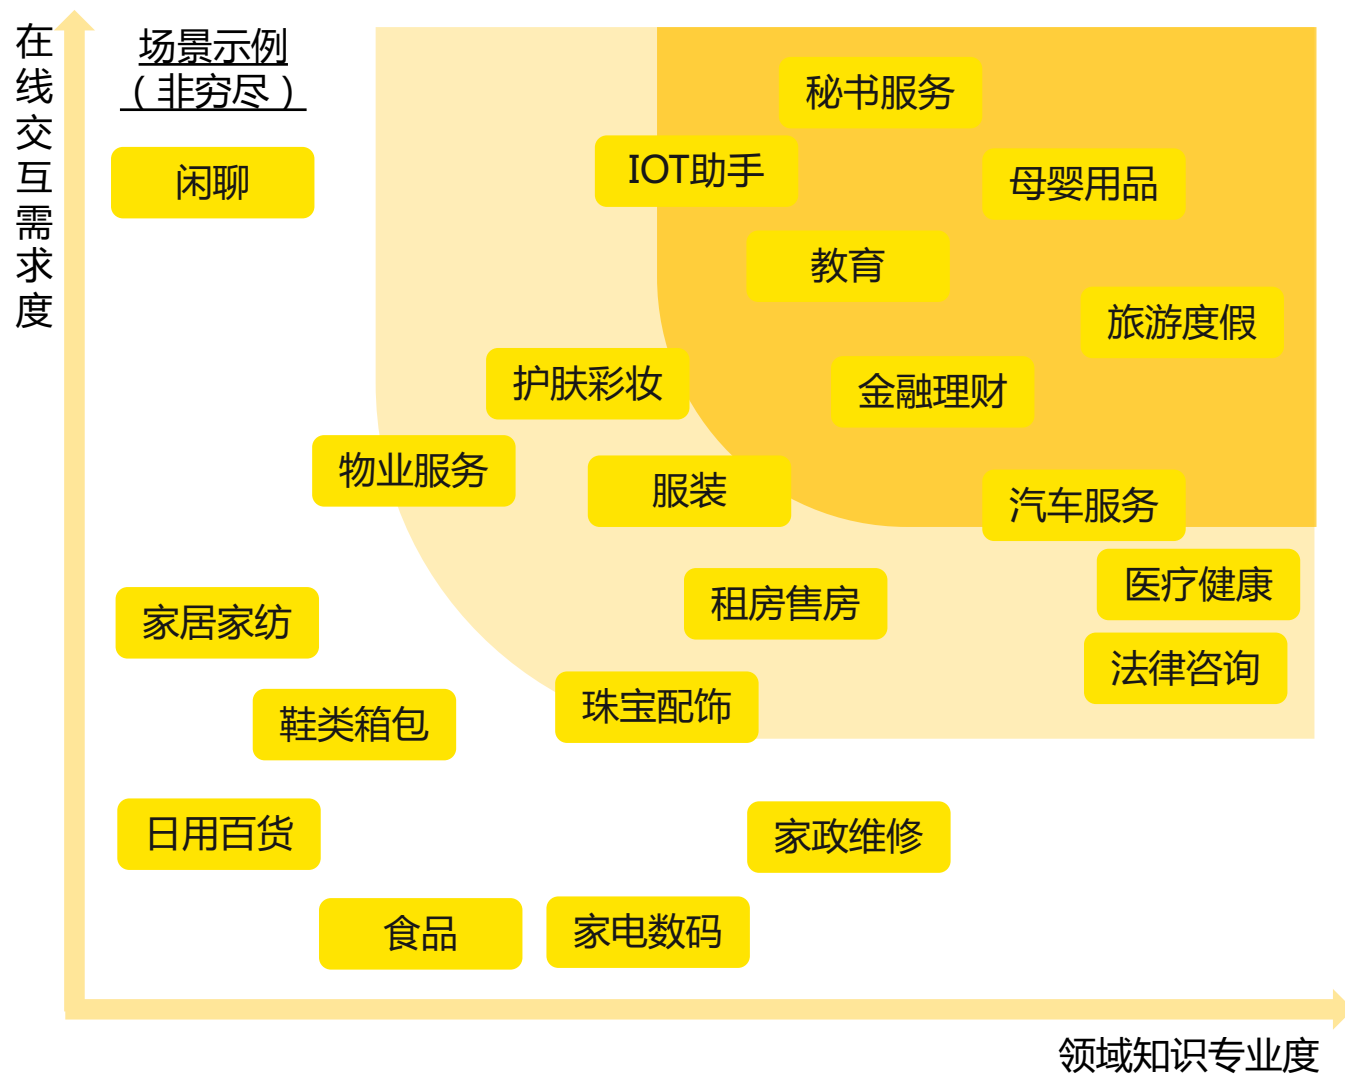 在线交互需求度
场景示例
（非穷尽）
秘书服务
IOT助手
闲聊
母婴用品
教育
旅游度假
护肤彩妆
金融理财
物业服务
服装
汽车服务
医疗健康
租房售房
家居家纺
法律咨询
珠宝配饰
鞋类箱包
日用百货
家政维修
食品
家电数码
领域知识专业度